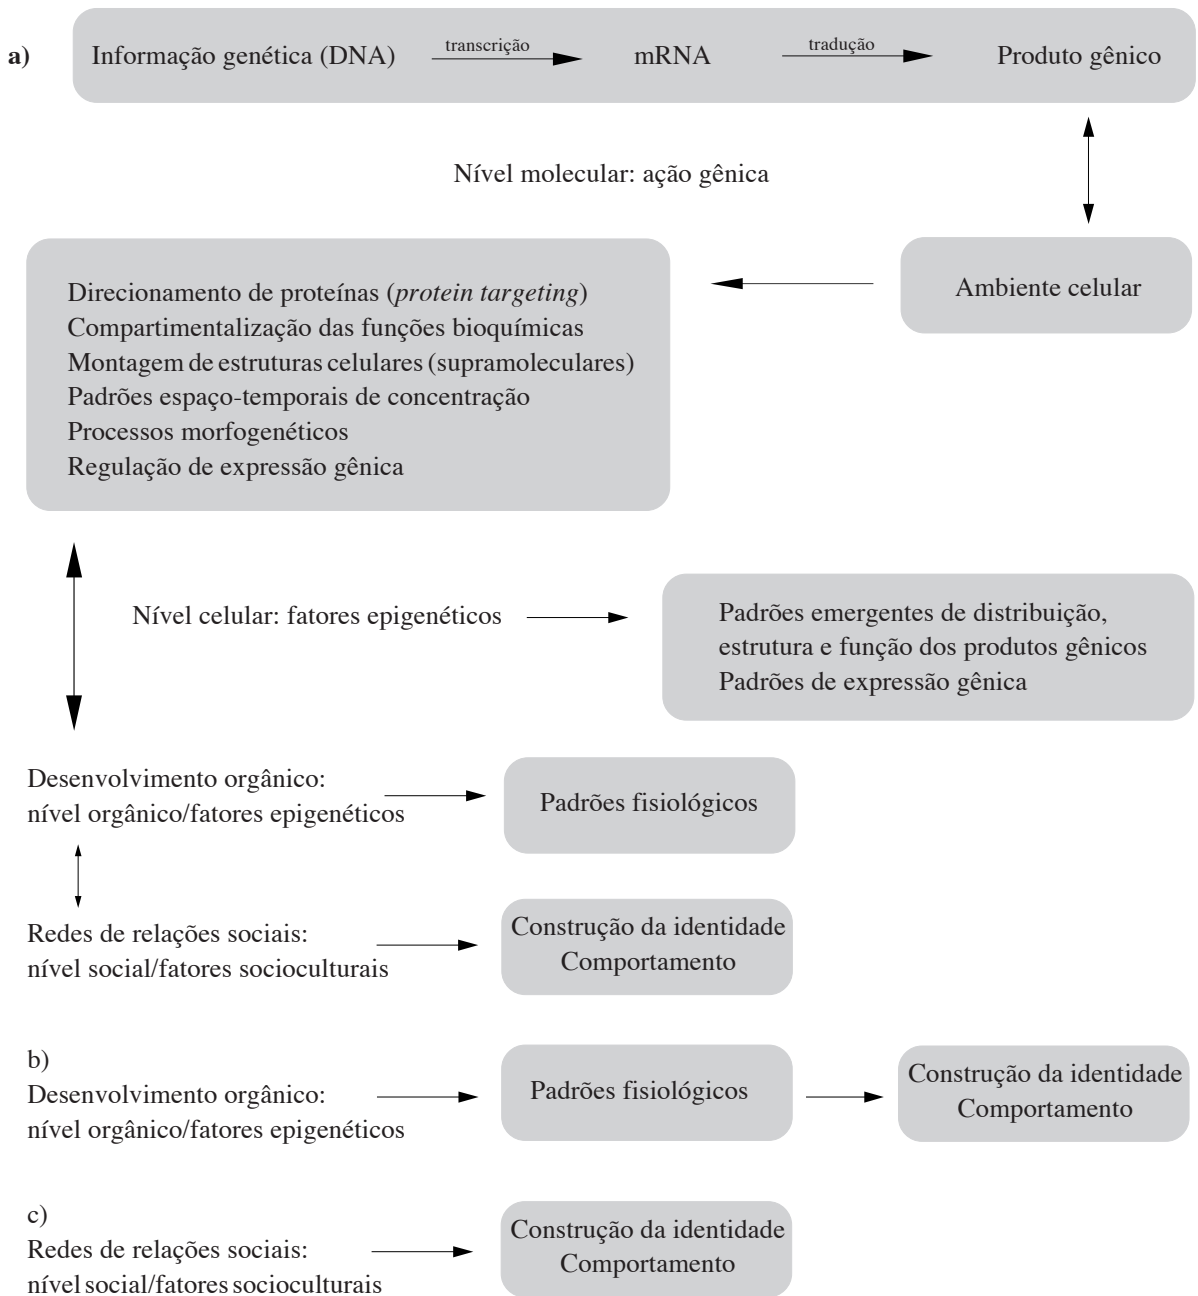 a)
Informação genética (DNA) transcrição mRNA tradução Produto gênico
Nível molecular: ação gênica
Ambiente celular
Direcionamento de proteínas (protein targeting)
Compartimentalização das funções bioquímicas
Montagem de estruturas celulares (supramoleculares)
Padrões espaço-temporais de concentração
Processos morfogenéticos
Regulação de expressão gênica
Nível celular: fatores epigenéticos
Padrões emergentes de distribuição,
estrutura e função dos produtos gênicos
Padrões de expressão gênica
Desenvolvimento orgânico:
nível orgânico/fatores epigenéticos
Padrões fisiológicos
Redes de relações sociais:
nível social/fatores socioculturais
Construção da identidade
Comportamento
b)
Desenvolvimento orgânico:
nível orgânico/fatores epigenéticos
Padrões fisiológicos
Construção da identidade
Comportamento
c)
Redes de relações sociais:
nível social/fatores socioculturais
Construção da identidade
Comportamento